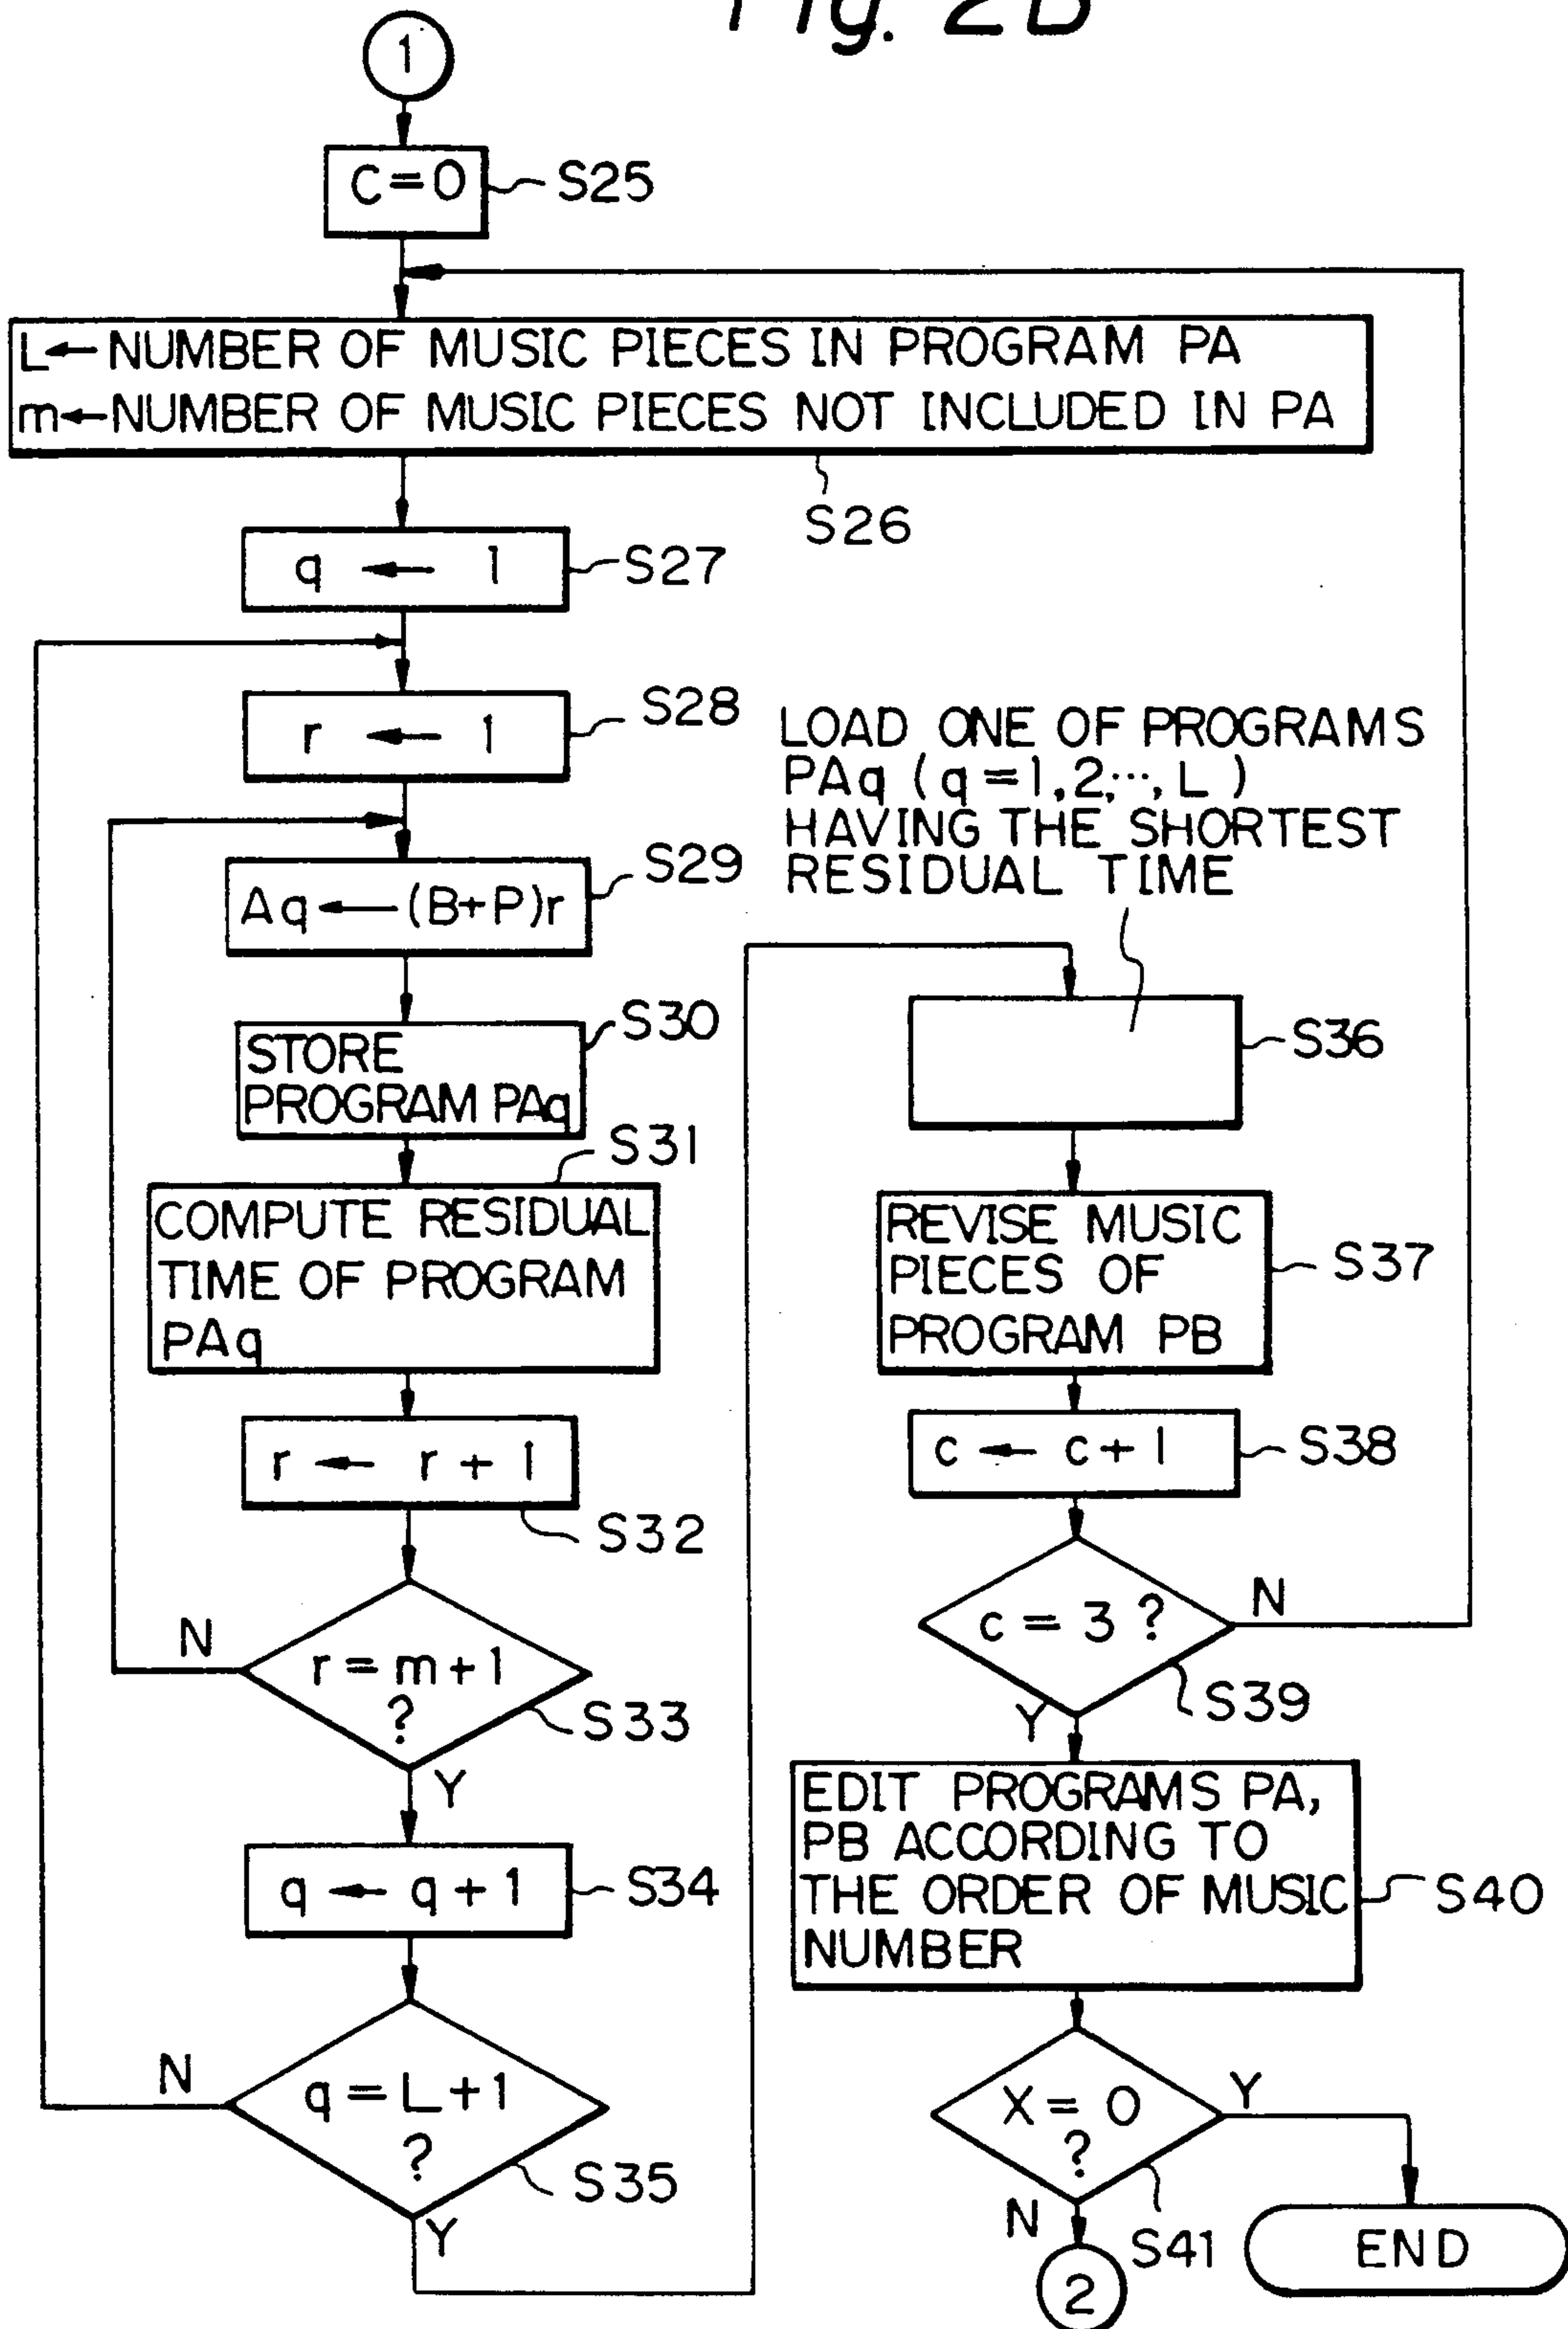 Fig. 2B
1
C=0
S25
L←NUMBER OF MUSIC PIECES IN PROGRAM PA
m←NUMBER OF MUSIC PIECES NOT INCLUDED IN PA
S26
q ← 1
S27
r ← 1
S28
Aq←(B+P)r
S29
STORE
PROGRAM PAq
S30
COMPUTE RESIDUAL
TIME OF PROGRAM
PAq
S31
r ← r + 1
S32
r = m + 1
?
S33
N
Y
q ← q + 1
S34
q = L + 1
?
S35
N
Y
LOAD ONE OF PROGRAMS
PAq (q=1,2,···,L)
HAVING THE SHORTEST
RESIDUAL TIME
S36
REVISE MUSIC
PIECES OF
PROGRAM PB
S37
c ← c + 1
S38
c = 3 ?
N
S39
Y
EDIT PROGRAMS PA,
PB ACCORDING TO
THE ORDER OF MUSIC
NUMBER
S40
X = 0
?
Y
N
S41
END
2